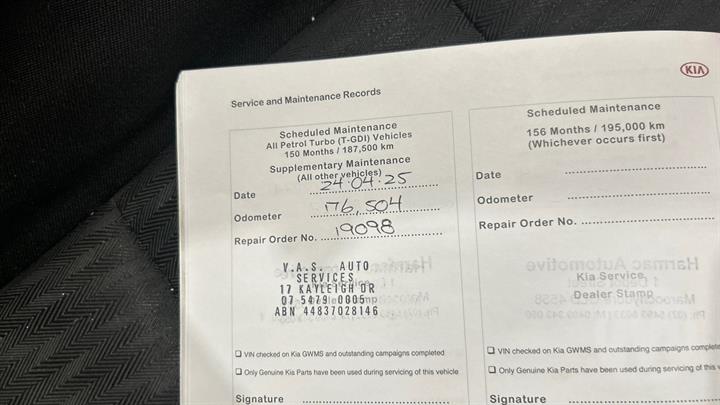 KIA
Service and Maintenance Records
Scheduled Maintenance
All Petrol Turbo (T-GDI) Vehicles
150 Months / 187,500 km
Supplementary Maintenance
(All other vehicles)
Date 24.04.25
Odometer 176,504
Repair Order No. 19098
V.A.S. AUTO
SERVICES
17 KAYLEIGH DR
07 5479 0005
ABN 44837028146
VIN checked on Kia GWMS and outstanding campaigns completed
Only Genuine Kia Parts have been used during servicing of this vehicle
Signature
Scheduled Maintenance
156 Months / 195,000 km
(Whichever occurs first)
Date
Odometer
Repair Order No.
Kia Service
Dealer Stamp
VIN checked on Kia GWMS and outstanding campaigns complete
Only Genuine Kia Parts have been used during servicing of this
Signature